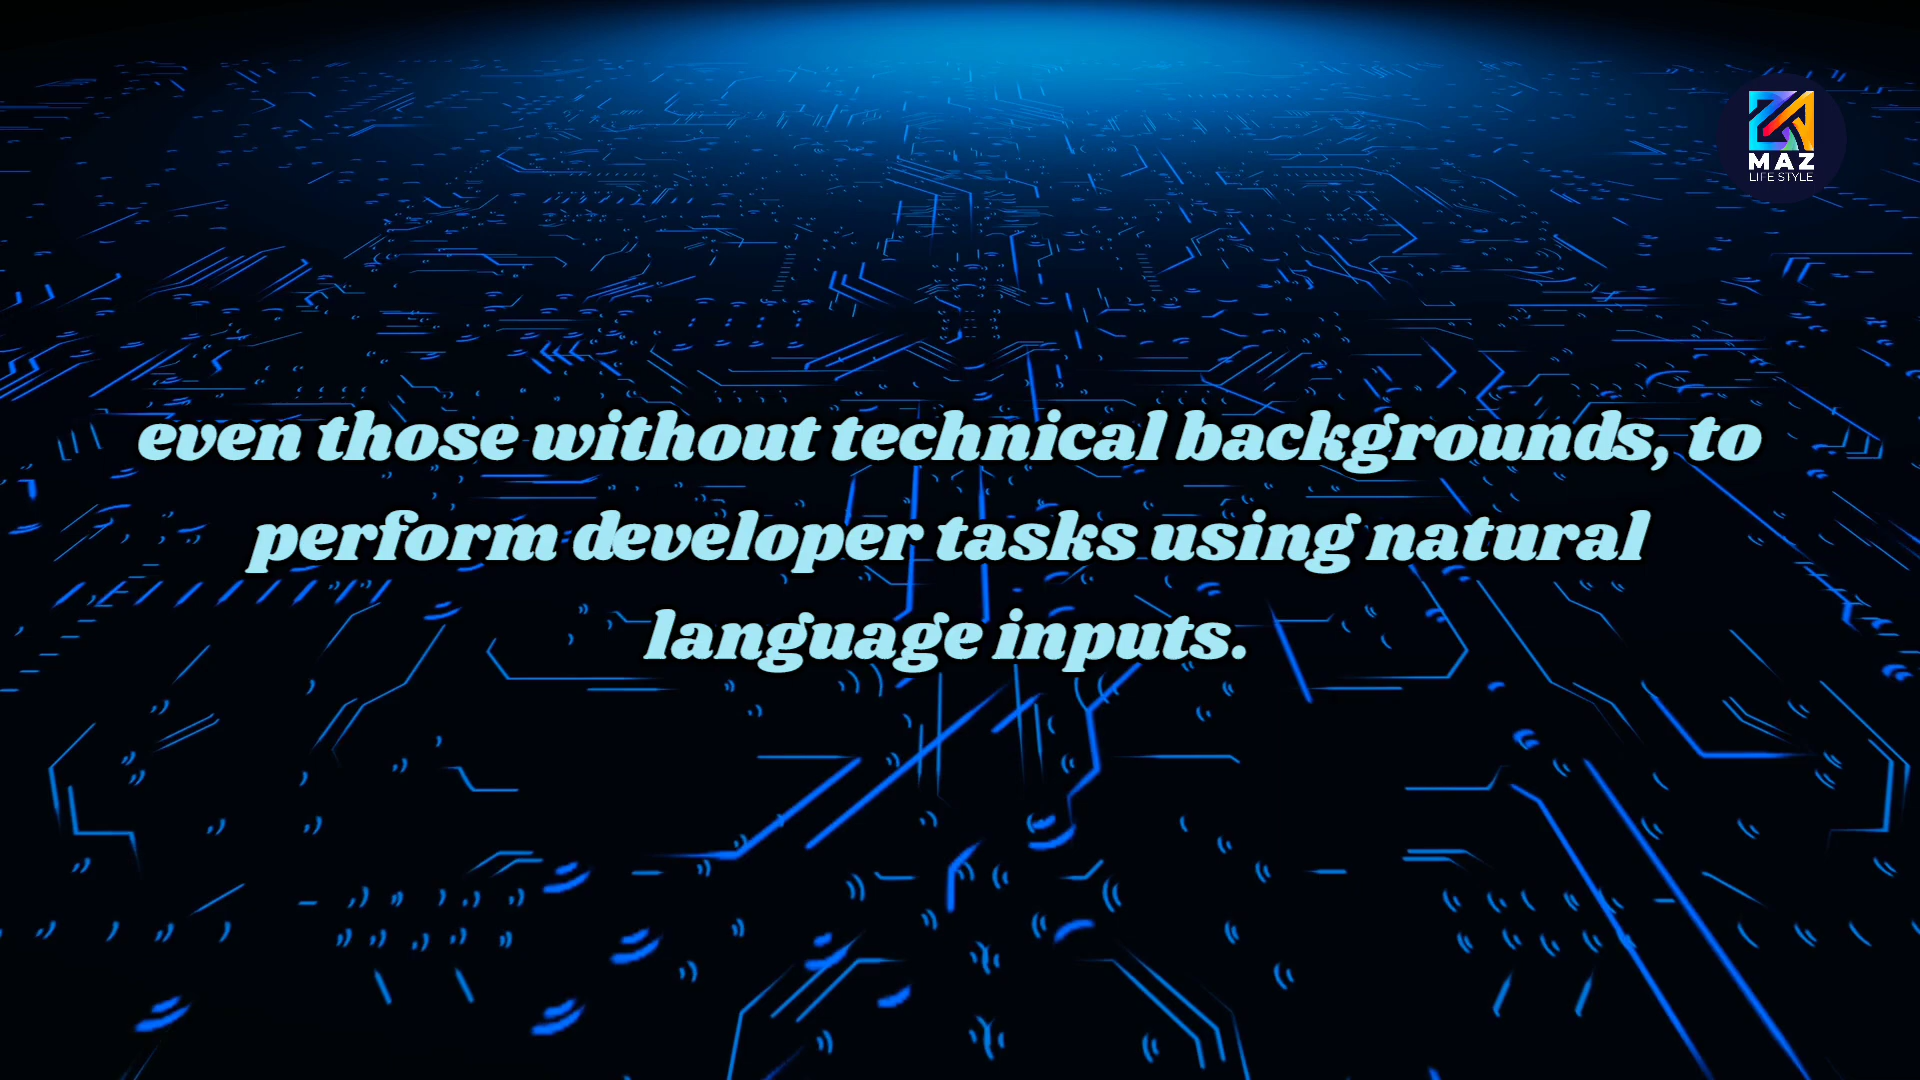 MAZ
LIFE STYLE
even those without technical backgrounds, to
perform developer tasks using natural
language inputs.